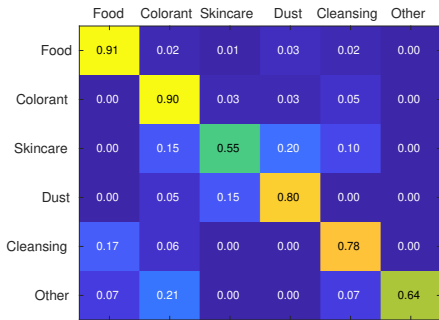 Food Colorant Skincare Dust Cleansing Other
Food 0.91 0.02 0.01 0.03 0.02 0.00
Colorant 0.00 0.90 0.03 0.03 0.05 0.00
Skincare 0.00 0.15 0.55 0.20 0.10 0.00
Dust 0.00 0.05 0.15 0.80 0.00 0.00
Cleansing 0.17 0.06 0.00 0.00 0.78 0.00
Other 0.07 0.21 0.00 0.00 0.07 0.64